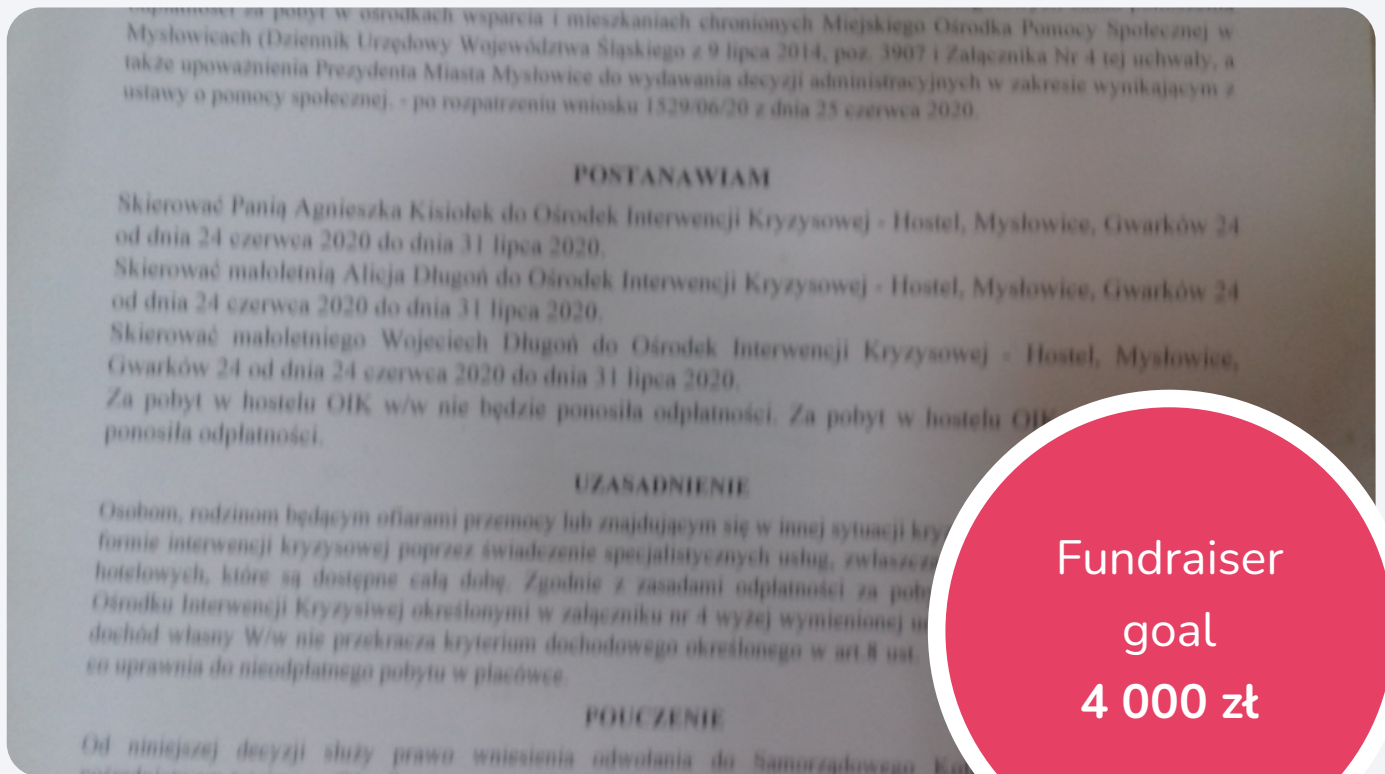 odpłatności za pobyt w ośrodkach wsparcia i mieszkaniach chronionych Miejskiego Ośrodka Pomocy Społecznej w
Mysłowicach (Dziennik Urzędowy Województwa Śląskiego z 9 lipca 2014, poz. 3907 i Załącznika Nr 4 tej uchwały, a
także upoważnienia Prezydenta Miasta Mysłowice do wydawania decyzji administracyjnych w zakresie wynikającym z
ustawy o pomocy społecznej. - po rozpatrzeniu wniosku 1529/06/20 z dnia 25 czerwca 2020.
POSTANAWIAM
Skierować Panią Agnieszka Kisiołek do Ośrodek Interwencji Kryzysowej - Hostel, Mysłowice, Gwarków 24
od dnia 24 czerwca 2020 do dnia 31 lipca 2020.
Skierować małoletnią Alicja Długoń do Ośrodek Interwencji Kryzysowej - Hostel, Mysłowice, Gwarków 24
od dnia 24 czerwca 2020 do dnia 31 lipca 2020.
Skierować małoletniego Wojeciech Długoń do Ośrodek Interwencji Kryzysowej - Hostel, Mysłowice,
Gwarków 24 od dnia 24 czerwca 2020 do dnia 31 lipca 2020.
Za pobyt w hostelu OIK w/w nie będzie ponosiła odpłatności. Za pobyt w hostelu
ponosiła odpłatności.
UZASADNIENIE
Osobom, rodzinom będącym ofiarami przemocy lub znajdującym się w innej sytuacji
formie interwencji kryzysowej poprzez świadczenie specjalistycznych usług,
hotelowych, które są dostępne całą dobę. Zgodnie z zasadami odpłatności za
Ośrodku Interwencji Kryzysiwej określonymi w załączniku nr 4 wyżej wymienionej
dochód własny W/w nie przekracza kryterium dochodowego określonego w art.8 ust.
co uprawnia do nieodpłatnego pobytu w placówce.
POUCZENIE
Od niniejszej decyzji służy prawo wniesienia odwołania do Samorządowego
Fundraiser
goal
4 000 zł